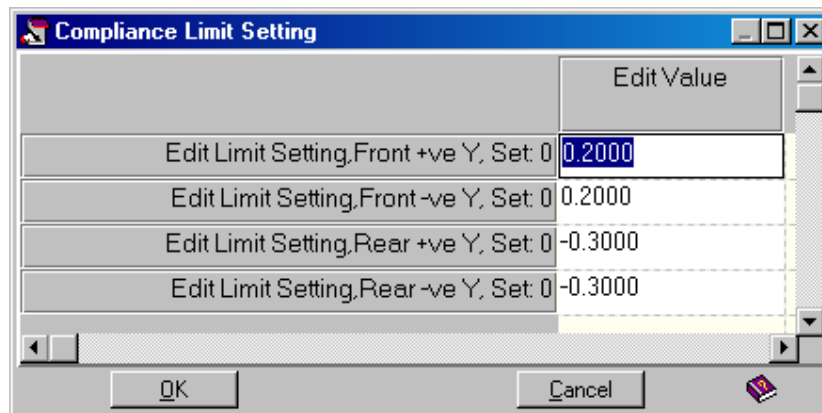 Compliance Limit Setting
Edit Value
Edit Limit Setting,Front +ve Y, Set: 0 0.2000
Edit Limit Setting,Front -ve Y, Set: 0 0.2000
Edit Limit Setting,Rear +ve Y, Set: 0 -0.3000
Edit Limit Setting,Rear -ve Y, Set: 0 -0.3000
OK Cancel